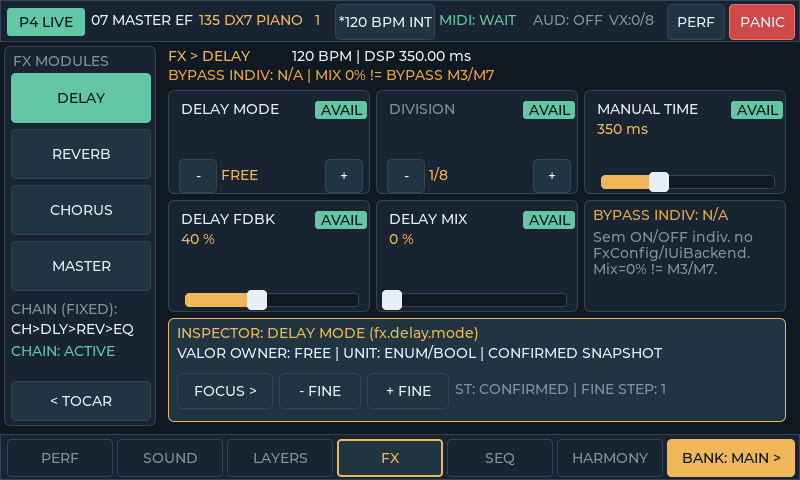 P4 LIVE 07 MASTER EF 135 DX7 PIANO 1 *120 BPM INT MIDI: WAIT AUD: OFF VX:0/8 PERF PANIC
FX MODULES
DELAY
REVERB
CHORUS
MASTER
CHAIN (FIXED):
CH>DLY>REV>EQ
CHAIN: ACTIVE
< TOCAR
FX > DELAY 120 BPM | DSP 350.00 ms
BYPASS INDIV: N/A | MIX 0% != BYPASS M3/M7
DELAY MODE AVAIL
- FREE +
DIVISION AVAIL
- 1/8 +
MANUAL TIME AVAIL
350 ms
DELAY FDBK AVAIL
40 %
DELAY MIX AVAIL
0 %
BYPASS INDIV: N/A
Sem ON/OFF indiv. no
FxConfig/IUiBackend.
Mix=0% != M3/M7.
INSPECTOR: DELAY MODE (fx.delay.mode)
VALOR OWNER: FREE | UNIT: ENUM/BOOL | CONFIRMED SNAPSHOT
FOCUS > - FINE + FINE ST: CONFIRMED | FINE STEP: 1
PERF SOUND LAYERS FX SEQ HARMONY BANK: MAIN >